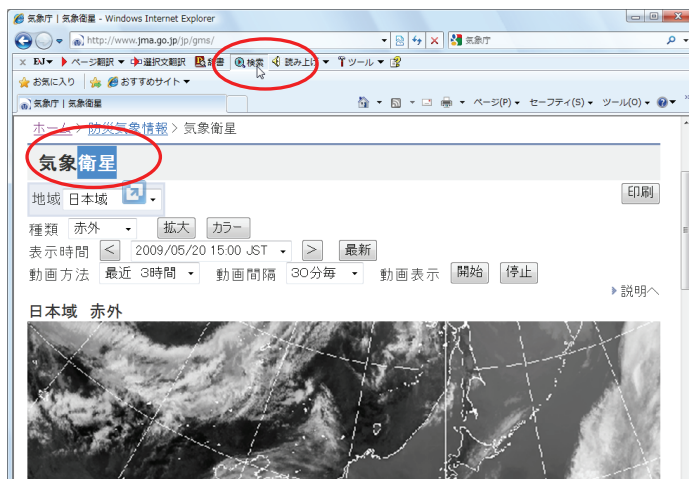 気象庁 | 気象衛星 - Windows Internet Explorer
http://www.jma.go.jp/jp/gms/
気象庁
× EJ ページ翻訳 選択文翻訳 辞書 検索 読み上げ ツール
お気に入り おすすめサイト
気象庁 | 気象衛星
ページ(P) セーフティ(S) ツール(O)
ホーム > 防災気象情報 > 気象衛星
気象衛星
地域 日本域
印刷
種類 赤外 拡大 カラー
表示時間 < 2009/05/20 15:00 JST > 最新
動画方法 最近 3時間 動画間隔 30分毎 動画表示 開始 停止
説明へ
日本域 赤外